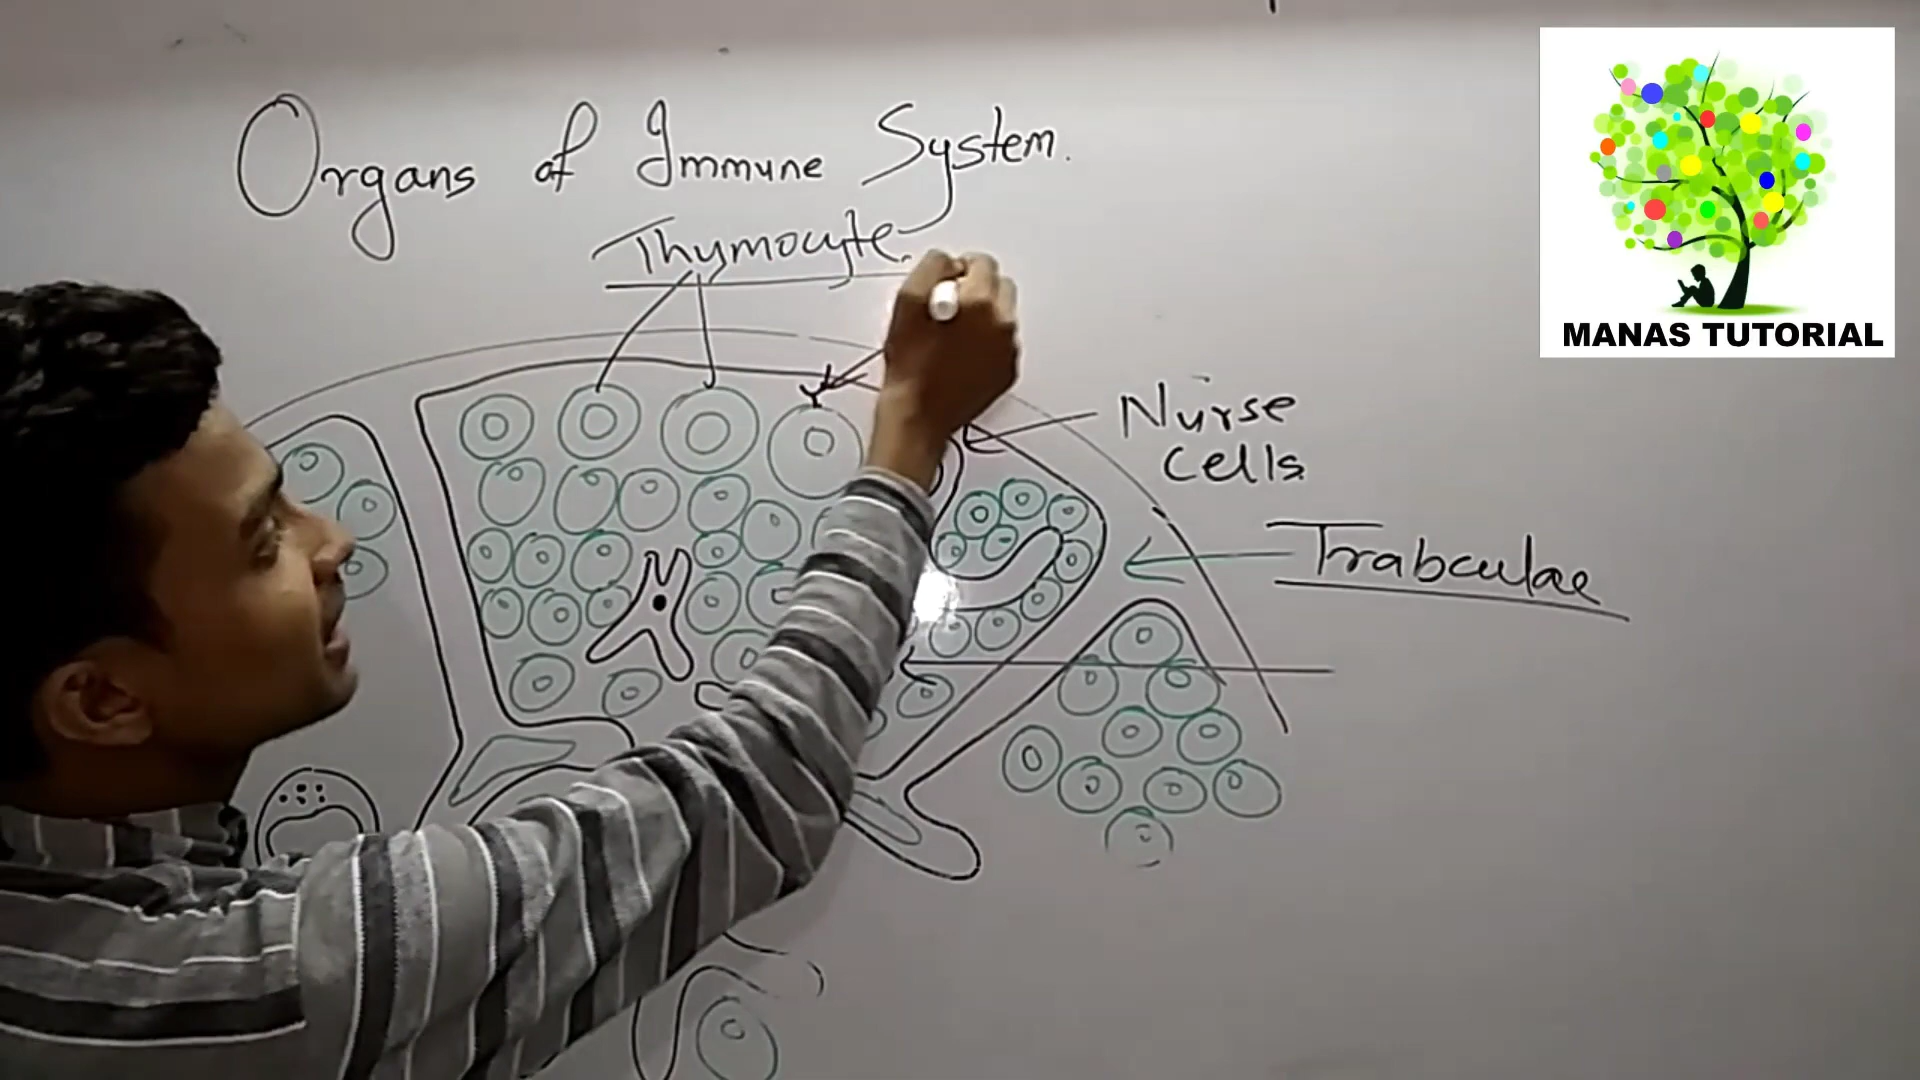 Organs of Immune System.
Thymocyte.
Nurse
Cells
Trabculae
MANAS TUTORIAL